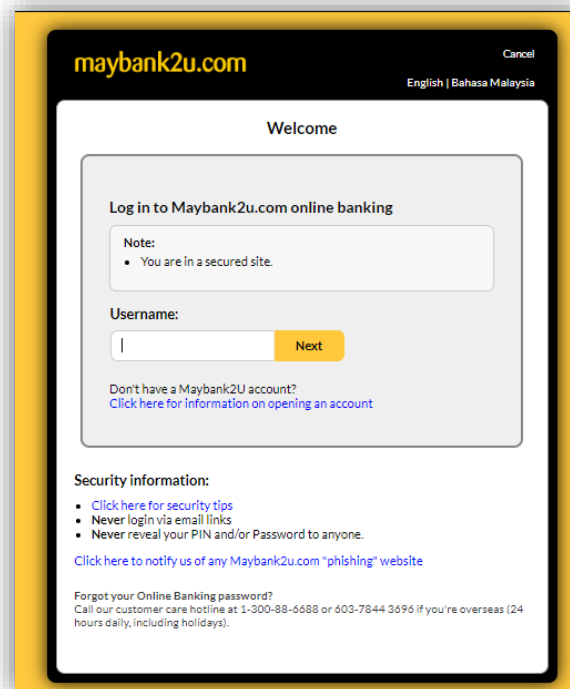 maybank2u.com
Cancel
English | Bahasa Malaysia
Welcome
Log in to Maybank2u.com online banking
Note:
• You are in a secured site.
Username:
Next
Don't have a Maybank2U account?
Click here for information on opening an account
Security information:
• Click here for security tips
• Never login via email links
• Never reveal your PIN and/or Password to anyone.
Click here to notify us of any Maybank2u.com "phishing" website
Forgot your Online Banking password?
Call our customer care hotline at 1-300-88-6688 or 603-7844 3696 if you're overseas (24
hours daily, including holidays).